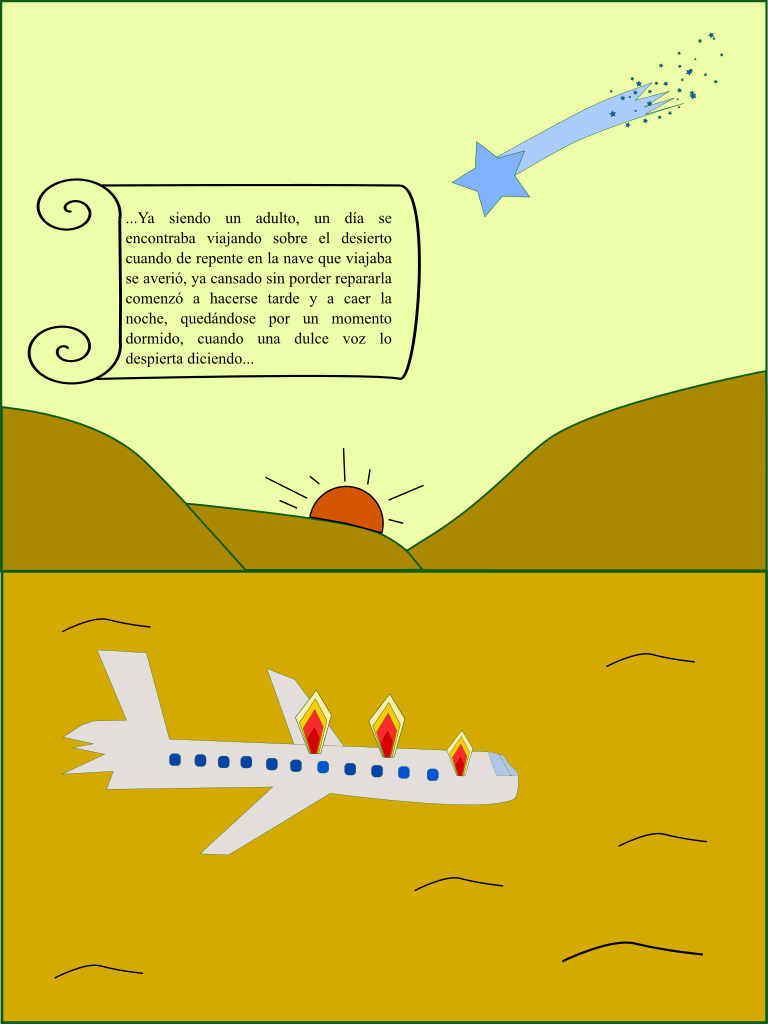 ...Ya siendo un adulto, un día se
encontraba viajando sobre el desierto
cuando de repente en la nave que viajaba
se averió, ya cansado sin porder repararla
comenzó a hacerse tarde y a caer la
noche, quedándose por un momento
dormido, cuando una dulce voz lo
despierta diciendo...